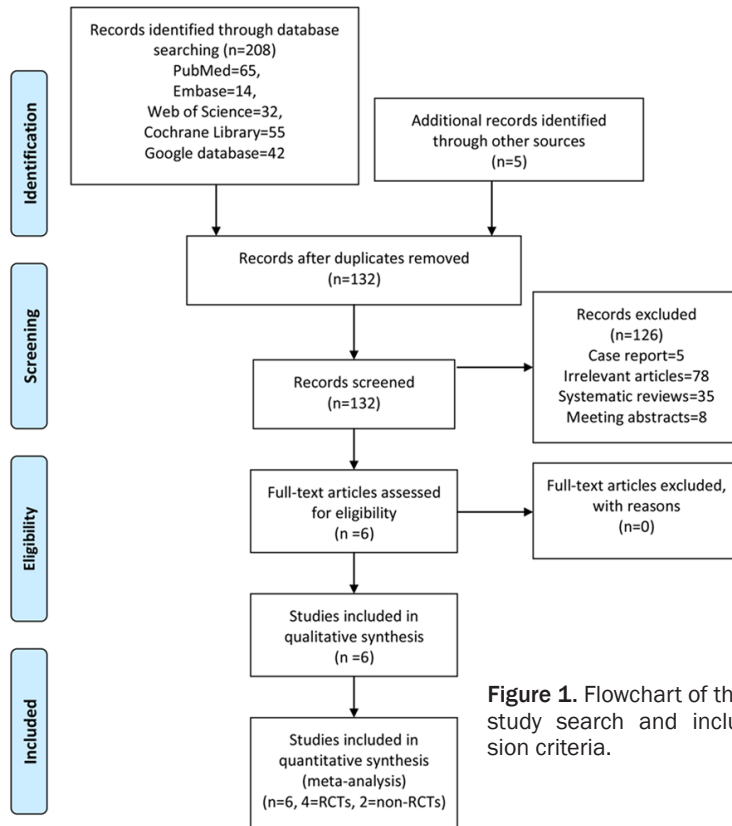 Records identified through database
searching (n=208)
PubMed=65,
Embase=14,
Web of Science=32,
Cochrane Library=55
Google database=42
Additional records identified
through other sources
(n=5)
Identification
Records after duplicates removed
(n=132)
Screening
Records screened
(n=132)
Records excluded
(n=126)
Case report=5
Irrelevant articles=78
Systematic reviews=35
Meeting abstracts=8
Eligibility
Full-text articles assessed
for eligibility
(n =6)
Full-text articles excluded,
with reasons
(n=0)
Studies included in
qualitative synthesis
(n =6)
Included
Studies included in
quantitative synthesis
(meta-analysis)
(n=6, 4=RCTs, 2=non-RCTs)
Figure 1. Flowchart of the
study search and inclu-
sion criteria.